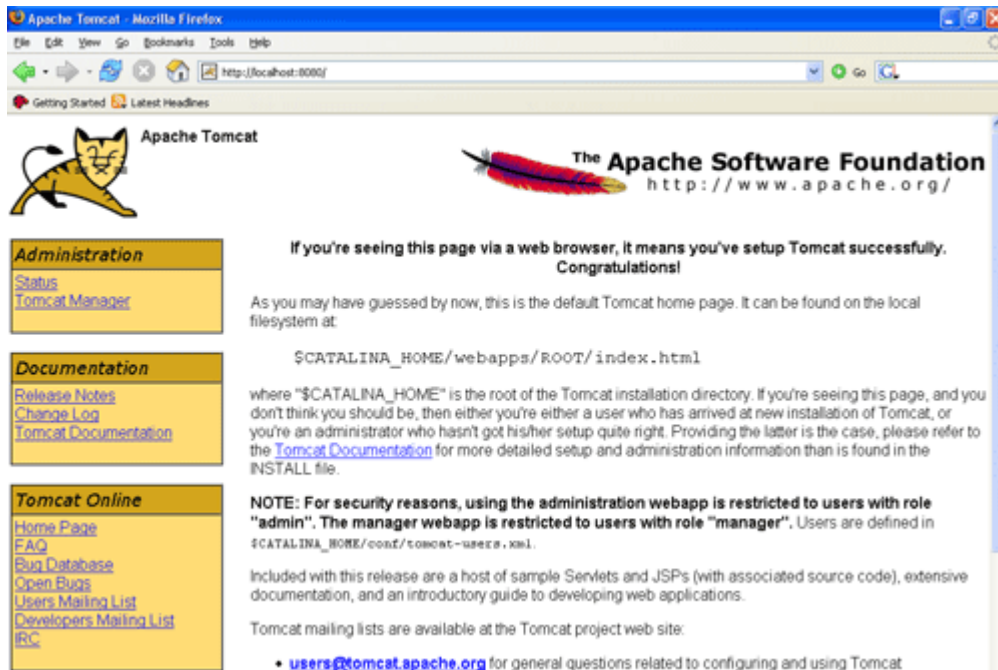 Apache Tomcat - Mozilla Firefox
File Edit View Go Bookmarks Tools Help
http://localhost:8080/
Go
Getting Started Latest Headlines
Apache Tomcat
The Apache Software Foundation
http://www.apache.org/
Administration
Status
Tomcat Manager
Documentation
Release Notes
Change Log
Tomcat Documentation
Tomcat Online
Home Page
FAQ
Bug Database
Open Bugs
Users Mailing List
Developers Mailing List
IRC
If you're seeing this page via a web browser, it means you've setup Tomcat successfully.
Congratulations!
As you may have guessed by now, this is the default Tomcat home page. It can be found on the local
filesystem at:
$CATALINA_HOME/webapps/ROOT/index.html
where "$CATALINA_HOME" is the root of the Tomcat installation directory. If you're seeing this page, and you
don't think you should be, then either you're either a user who has arrived at new installation of Tomcat, or
you're an administrator who hasn't got his/her setup quite right. Providing the latter is the case, please refer to
the Tomcat Documentation for more detailed setup and administration information than is found in the
INSTALL file.
NOTE: For security reasons, using the administration webapp is restricted to users with role
"admin". The manager webapp is restricted to users with role "manager". Users are defined in
$CATALINA_HOME/conf/tomcat-users.xml.
Included with this release are a host of sample Servlets and JSPs (with associated source code), extensive
documentation, and an introductory guide to developing web applications.
Tomcat mailing lists are available at the Tomcat project web site:
• users@tomcat.apache.org for general questions related to configuring and using Tomcat